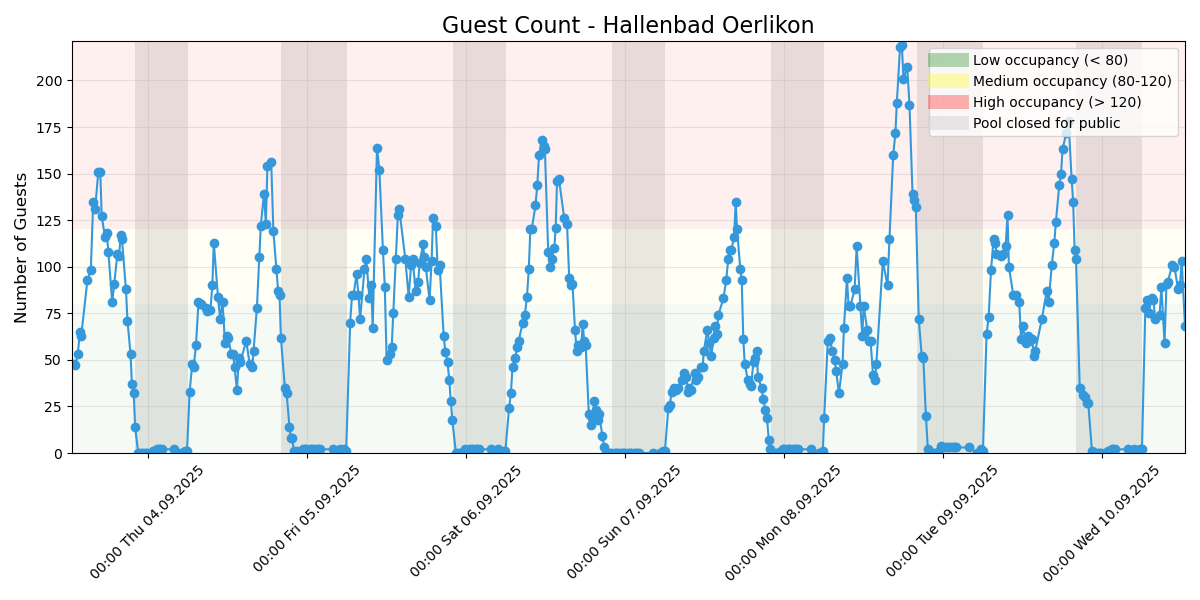 Guest Count - Hallenbad Oerlikon
Number of Guests
200
175
150
125
100
75
50
25
0
Low occupancy (< 80)
Medium occupancy (80-120)
High occupancy (> 120)
Pool closed for public
00:00 Thu 04.09.2025
00:00 Fri 05.09.2025
00:00 Sat 06.09.2025
00:00 Sun 07.09.2025
00:00 Mon 08.09.2025
00:00 Tue 09.09.2025
00:00 Wed 10.09.2025